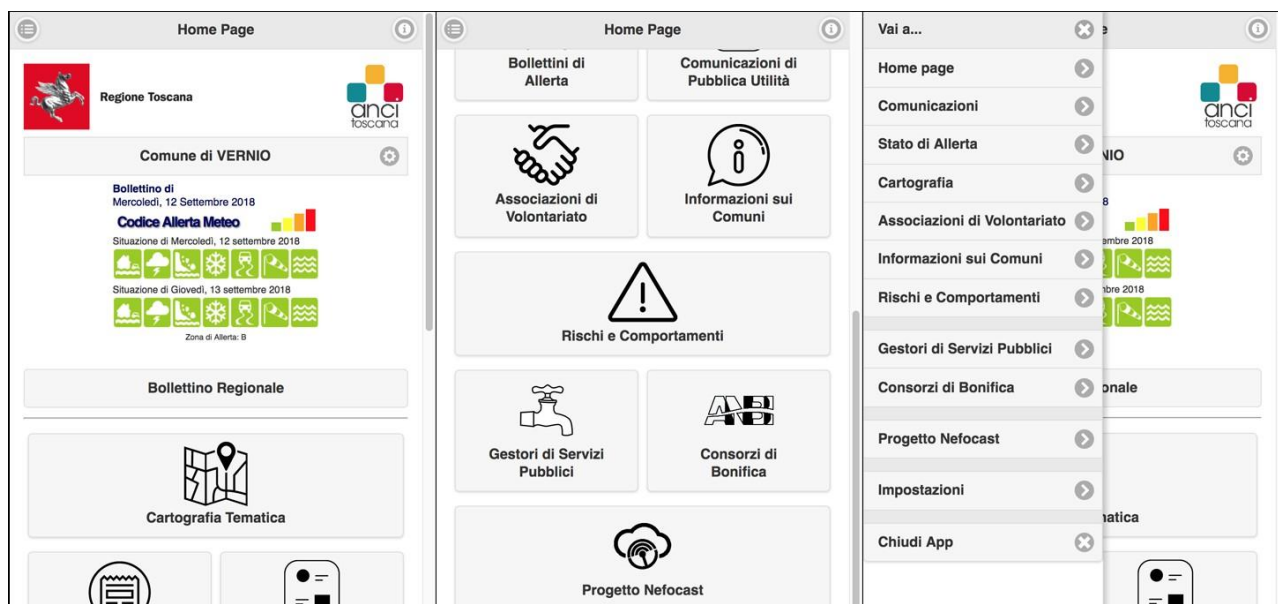 Home Page
Regione Toscana
anci
toscana
Comune di VERNIO
Bollettino di
Mercoledì, 12 Settembre 2018
Codice Allerta Meteo
Situazione di Mercoledì, 12 settembre 2018
Situazione di Giovedì, 13 settembre 2018
Zona di Allerta: B
Bollettino Regionale
Cartografia Tematica
Home Page
Bollettini di
Allerta
Comunicazioni di
Pubblica Utilità
Associazioni di
Volontariato
Informazioni sui
Comuni
Rischi e Comportamenti
Gestori di Servizi
Pubblici
ANBI
Consorzi di
Bonifica
Progetto Nefocast
Vai a...
Home page
Comunicazioni
Stato di Allerta
Cartografia
Associazioni di Volontariato
Informazioni sui Comuni
Rischi e Comportamenti
Gestori di Servizi Pubblici
Consorzi di Bonifica
Progetto Nefocast
Impostazioni
Chiudi App
e
anci
toscana
NIO
8
embre 2018
bre 2018
onale
natica